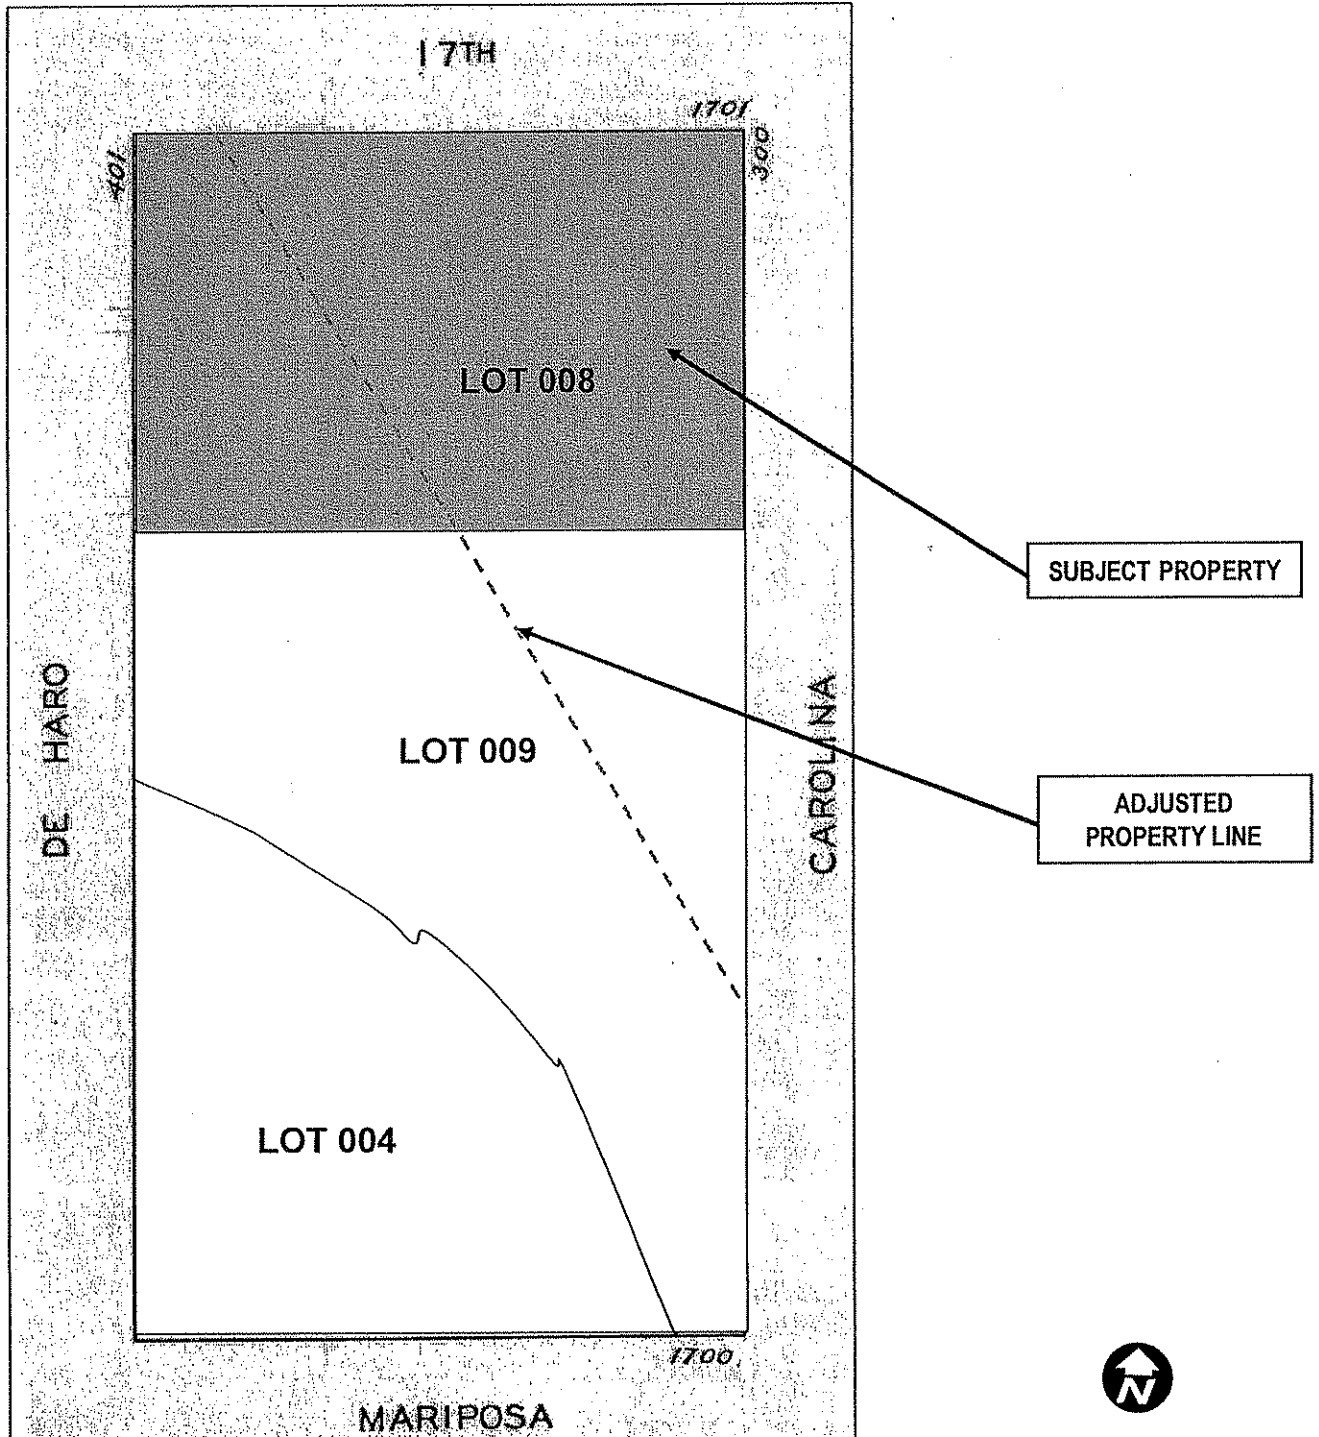 17TH
1701
401
300
LOT 008
SUBJECT PROPERTY
DE HARO
CAROLINA
LOT 009
ADJUSTED
PROPERTY LINE
LOT 004
1700
MARIPOSA
N